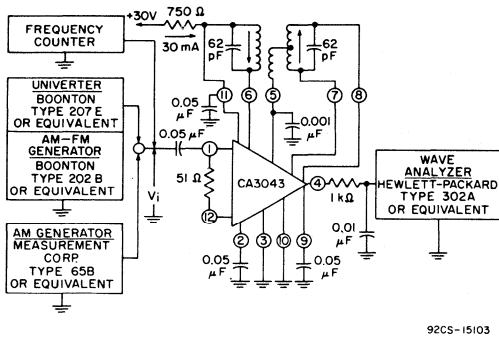 FREQUENCY
COUNTER
+30V
750 Ω
30 mA
62
pF
62
pF
UNIVERTER
BOONTON
TYPE 207 E
OR EQUIVALENT
AM-FM
GENERATOR
BOONTON
TYPE 202 B
OR EQUIVALENT
AM GENERATOR
MEASUREMENT
CORP.
TYPE 65B
OR EQUIVALENT
0.05
μF
11
6
5
7
8
0.001
μF
0.05 μF
Vi
1
51 Ω
12
CA3043
4
1 kΩ
2
3
10
9
0.05
μF
0.05
μF
0.01
μF
WAVE
ANALYZER
HEWLETT-PACKARD
TYPE 302A
OR EQUIVALENT
92CS-15103